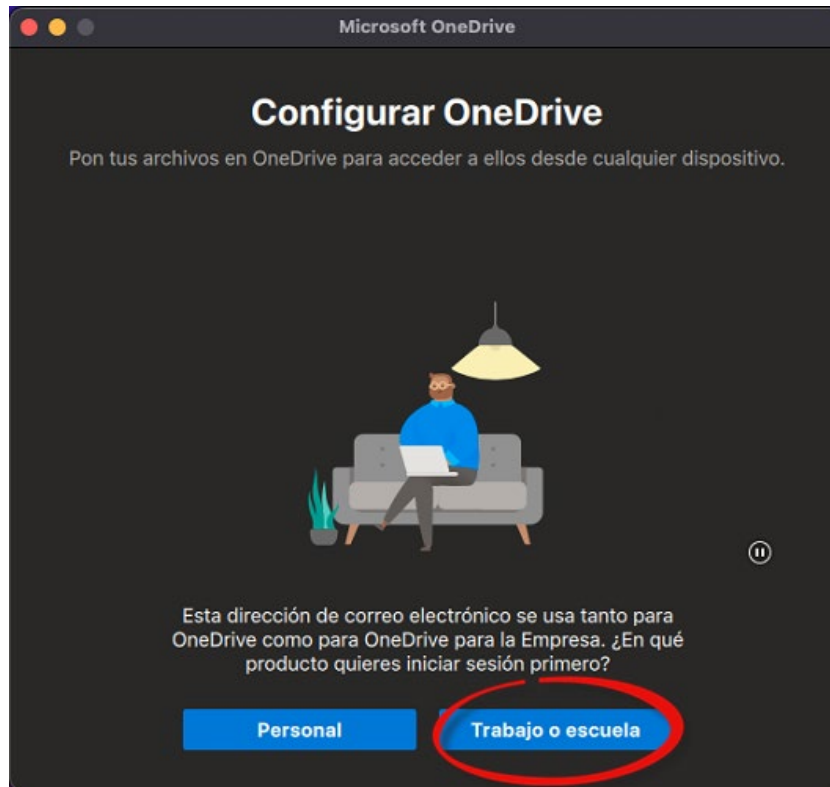 Microsoft OneDrive
Configurar OneDrive
Pon tus archivos en OneDrive para acceder a ellos desde cualquier dispositivo.
Esta dirección de correo electrónico se usa tanto para
OneDrive como para OneDrive para la Empresa. ¿En qué
producto quieres iniciar sesión primero?
Personal
Trabajo o escuela